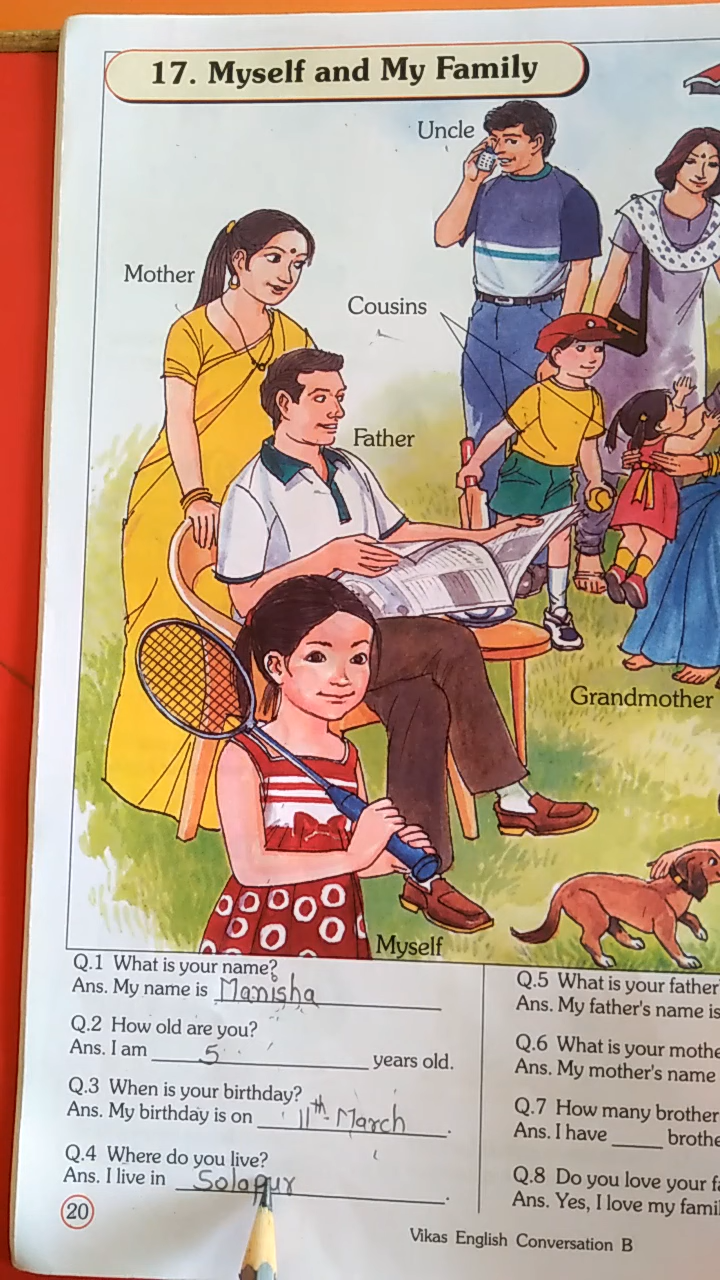 17. Myself and My Family
Uncle
Mother
Cousins
Father
Grandmother
Myself
Q.1 What is your name?
Ans. My name is Manisha
Q.2 How old are you?
Ans. I am 5 years old.
Q.3 When is your birthday?
Ans. My birthday is on 11th March.
Q.4 Where do you live?
Ans. I live in Solapur.
Q.5 What is your father'
Ans. My father's name is
Q.6 What is your mothe
Ans. My mother's name
Q.7 How many brother
Ans. I have ____ brothe
Q.8 Do you love your fa
Ans. Yes, I love my famil
20
Vikas English Conversation B